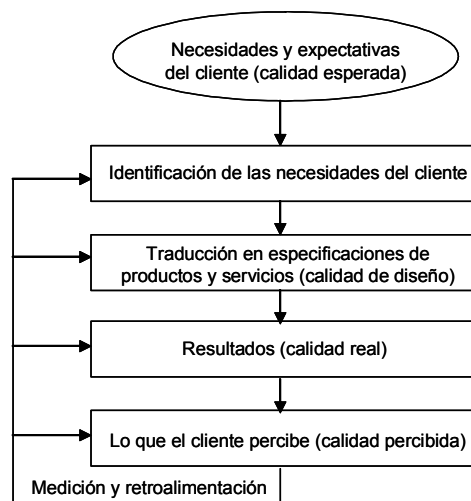 Necesidades y expectativas
del cliente (calidad esperada)
Identificación de las necesidades del cliente
Traducción en especificaciones de
productos y servicios (calidad de diseño)
Resultados (calidad real)
Lo que el cliente percibe (calidad percibida)
Medición y retroalimentación